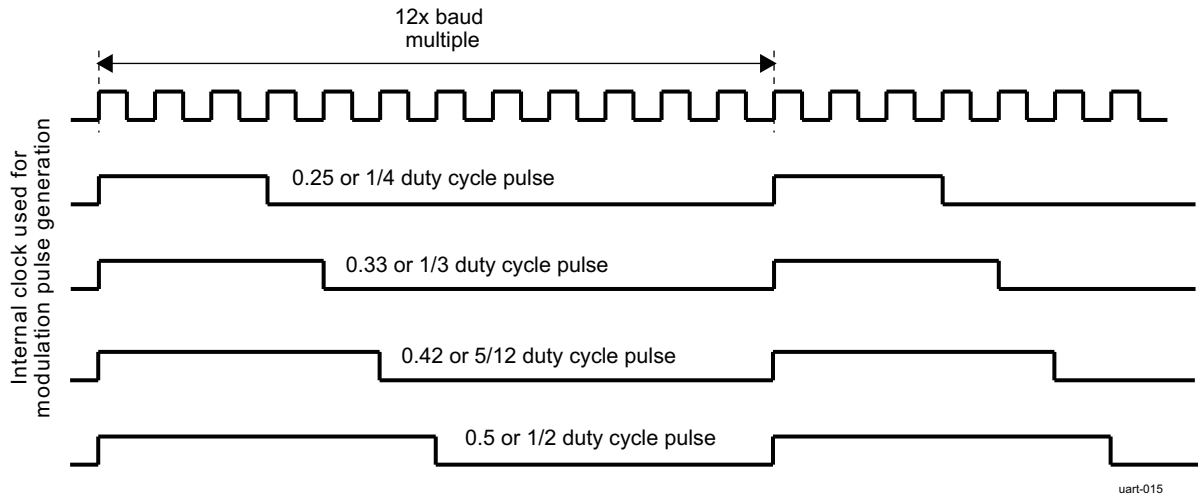 12x baud
multiple
Internal clock used for
modulation pulse generation
0.25 or 1/4 duty cycle pulse
0.33 or 1/3 duty cycle pulse
0.42 or 5/12 duty cycle pulse
0.5 or 1/2 duty cycle pulse
uart-015